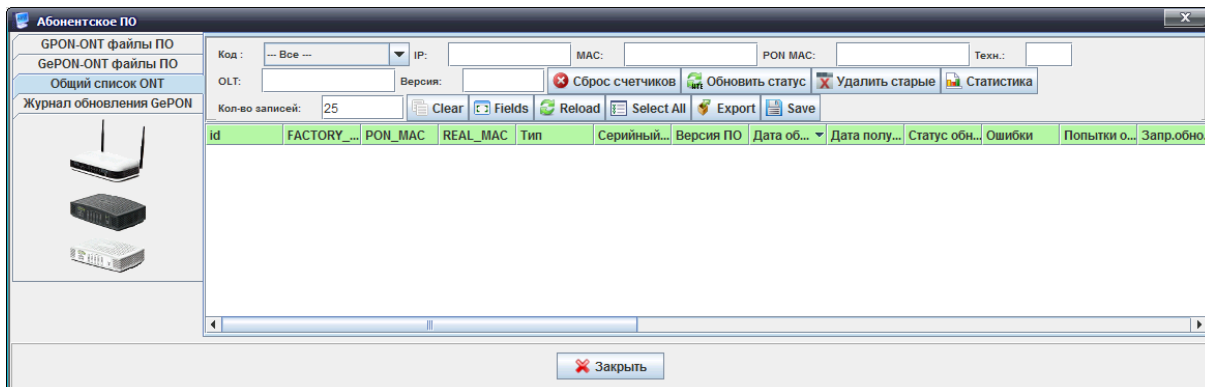 Абонентское ПО
GPON-ONT файлы ПО
GePON-ONT файлы ПО
Общий список ONT
Журнал обновления GePON
Код : --- Все --- IP: MAC: PON MAC: Техн.:
OLT: Версия: Сброс счетчиков Обновить статус Удалить старые Статистика
Кол-во записей: 25 Clear Fields Reload Select All Export Save
id FACTORY_... PON_MAC REAL_MAC Тип Серийный... Версия ПО Дата об... Дата полу... Статус обн... Ошибки Попытки о... Запр.обно.
Закрыть